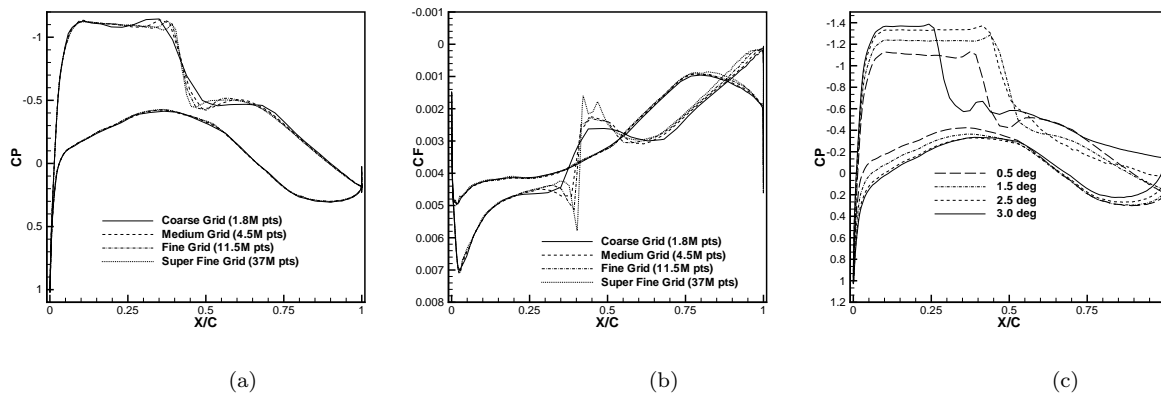 -1
-0.5
0
0.5
1
CP
0
0.25
0.5
0.75
1
X/C
Coarse Grid (1.8M pts)
Medium Grid (4.5M pts)
Fine Grid (11.5M pts)
Super Fine Grid (37M pts)
(a)
-0.001
0
0.001
0.002
0.003
0.004
0.005
0.006
0.007
0.008
CF
0
0.25
0.5
0.75
1
X/C
Coarse Grid (1.8M pts)
Medium Grid (4.5M pts)
Fine Grid (11.5M pts)
Super Fine Grid (37M pts)
(b)
-1.4
-1.2
-1
-0.8
-0.6
-0.4
-0.2
0
0.2
0.4
0.6
0.8
1
1.2
CP
0
0.25
0.5
0.75
1
X/C
0.5 deg
1.5 deg
2.5 deg
3.0 deg
(c)